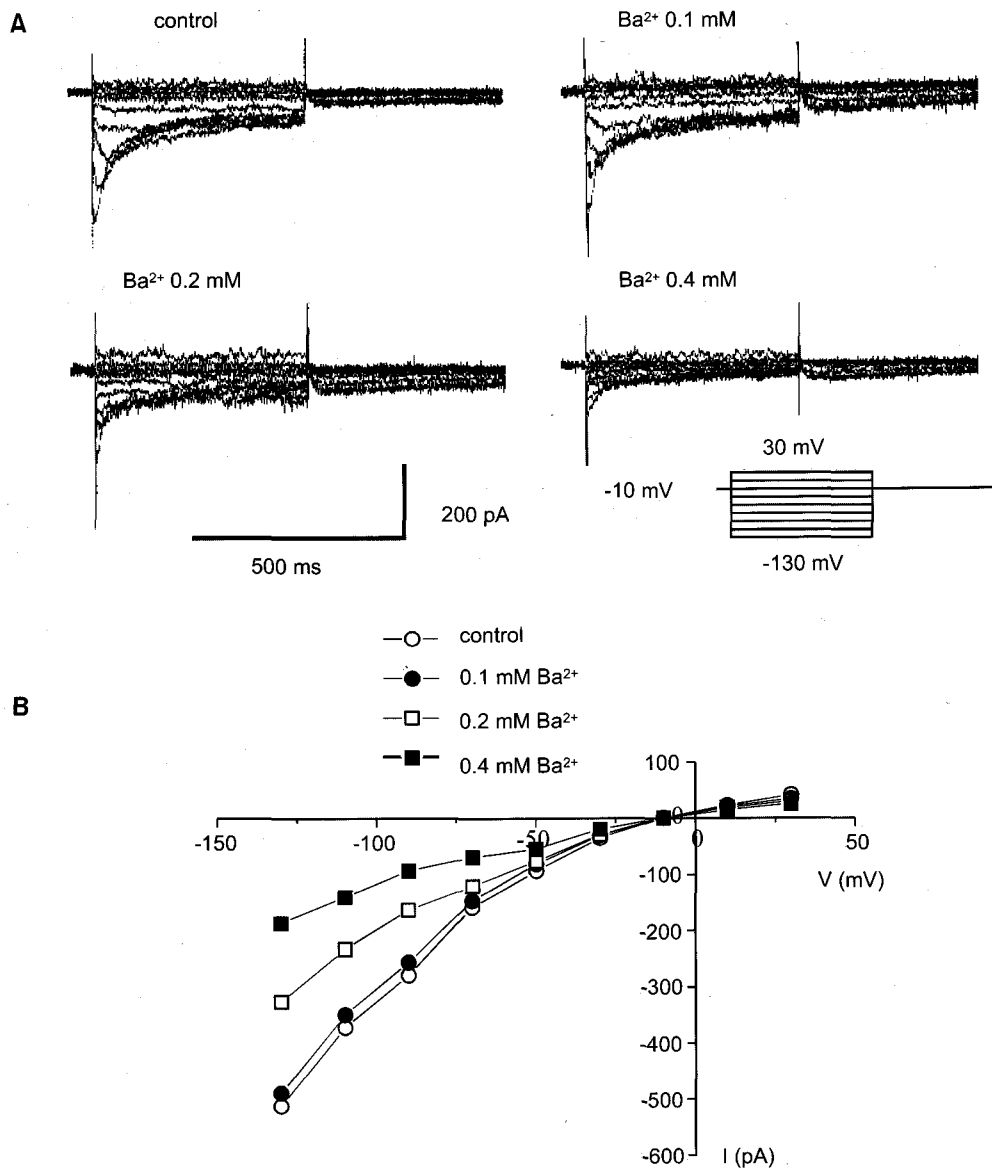 A
control
Ba²⁺ 0.1 mM
Ba²⁺ 0.2 mM
Ba²⁺ 0.4 mM
200 pA
500 ms
30 mV
-10 mV
-130 mV
B
control
0.1 mM Ba²⁺
0.2 mM Ba²⁺
0.4 mM Ba²⁺
100
0
-150
-100
-50
0
50
V (mV)
-100
-200
-300
-400
-500
-600
I (pA)